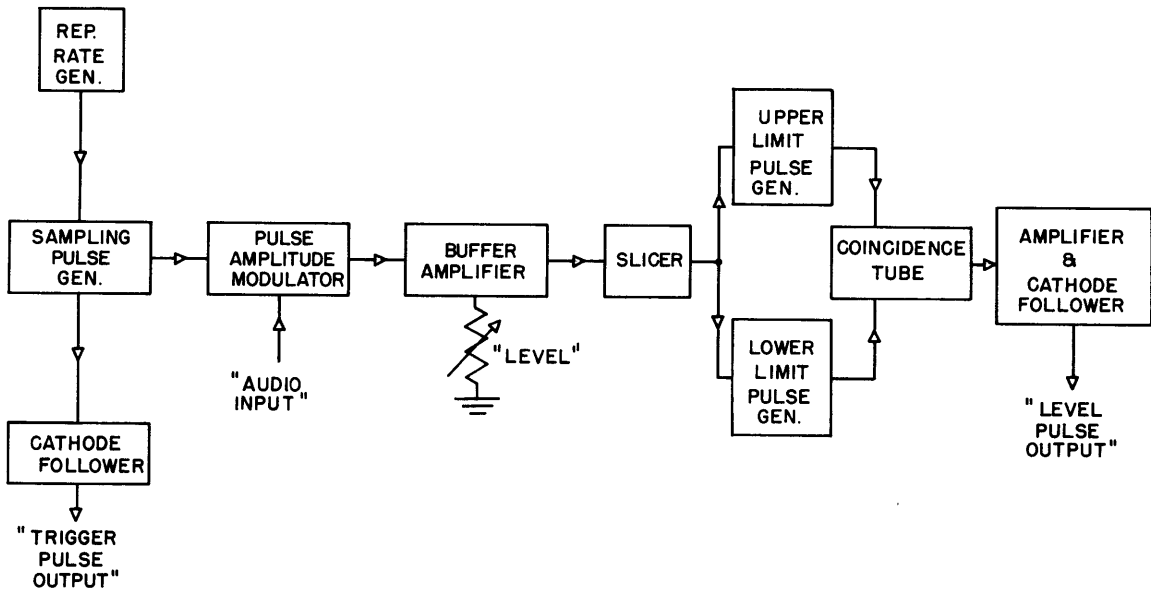 REP.
RATE
GEN.
SAMPLING
PULSE
GEN.
CATHODE
FOLLOWER
"TRIGGER
PULSE
OUTPUT"
PULSE
AMPLITUDE
MODULATOR
"AUDIO
INPUT"
BUFFER
AMPLIFIER
"LEVEL"
SLICER
UPPER
LIMIT
PULSE
GEN.
LOWER
LIMIT
PULSE
GEN.
COINCIDENCE
TUBE
AMPLIFIER
&
CATHODE
FOLLOWER
"LEVEL
PULSE
OUTPUT"